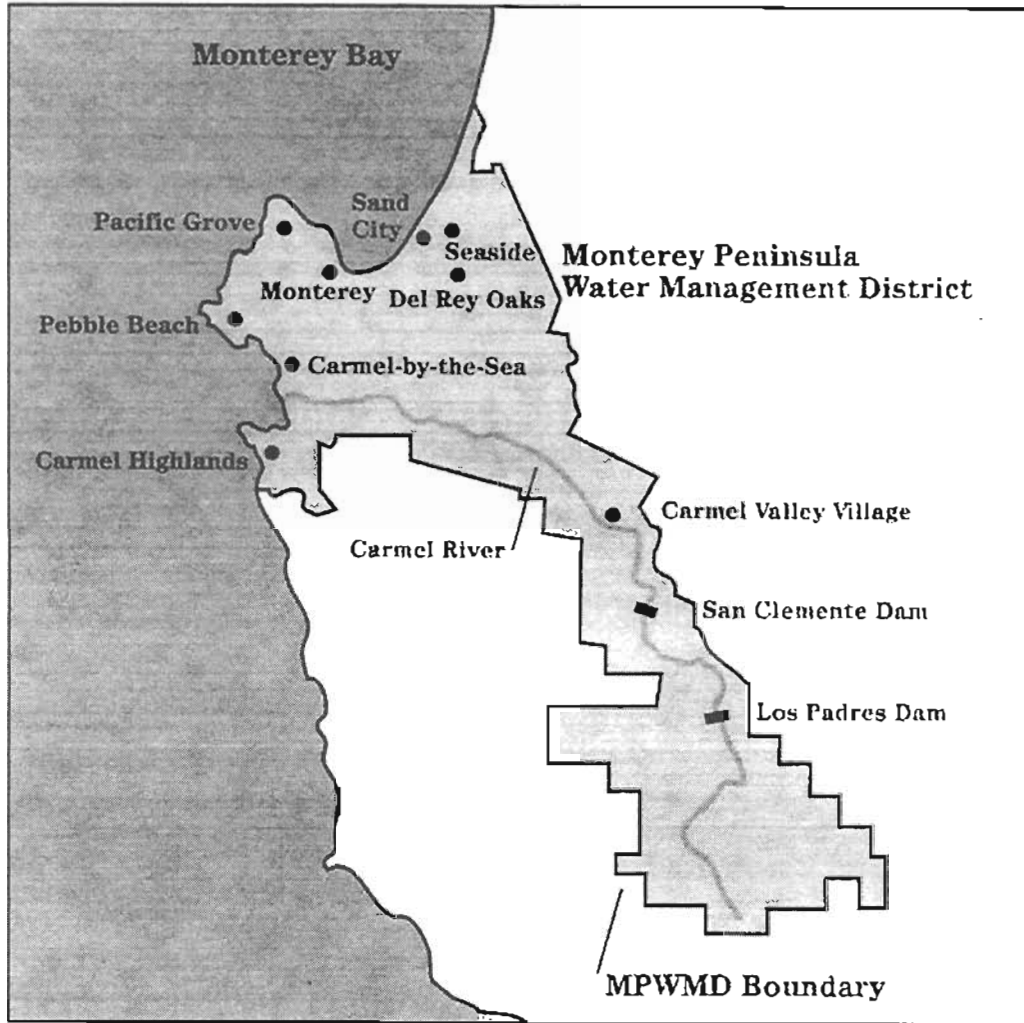 Monterey Bay
Pacific Grove
Sand
City
Seaside
Monterey
Del Rey Oaks
Monterey Peninsula
Water Management District
Pebble Beach
Carmel-by-the-Sea
Carmel Highlands
Carmel Valley Village
Carmel River
San Clemente Dam
Los Padres Dam
MPWMD Boundary